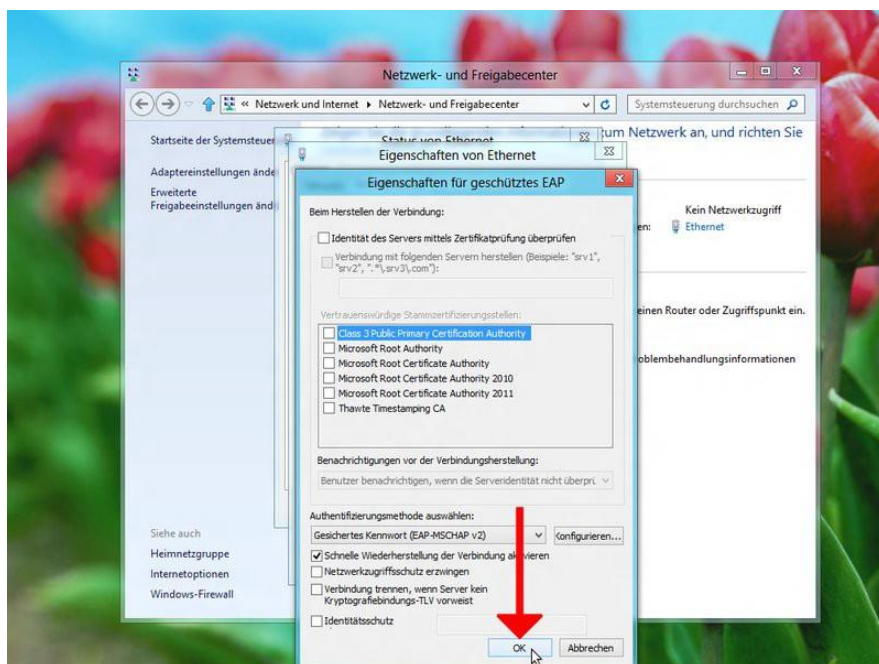 Netzwerk- und Freigabecenter
« Netzwerk und Internet Netzwerk- und Freigabecenter
Systemsteuerung durchsuchen
Startseite der Systemsteuer
Adaptereinstellungen ände
Erweiterte
Freigabeeinstellungen änd
Status von Ethernet
zum Netzwerk an, und richten Sie
Eigenschaften von Ethernet
Eigenschaften für geschütztes EAP
Kein Netzwerkzugriff
en: Ethernet
einen Router oder Zugriffspunkt ein.
oblembehandlungsinformationen
Beim Herstellen der Verbindung:
Identität des Servers mittels Zertifikatprüfung überprüfen
Verbindung mit folgenden Servern herstellen (Beispiele: "srv1",
"srv2", ".*\.srv3\.com"):
Vertrauenswürdige Stammzertifizierungsstellen:
Class 3 Public Primary Certification Authority
Microsoft Root Authority
Microsoft Root Certificate Authority
Microsoft Root Certificate Authority 2010
Microsoft Root Certificate Authority 2011
Thawte Timestamping CA
Benachrichtigungen vor der Verbindungsherstellung:
Benutzer benachrichtigen, wenn die Serveridentität nicht überprü
Authentifizierungsmethode auswählen:
Gesichertes Kennwort (EAP-MSCHAP v2)
Konfigurieren...
Schnelle Wiederherstellung der Verbindung
Netzwerkzugriffsschutz erzwingen
Verbindung trennen, wenn Server kein
Kryptografiebindungs-TLV vorweist
Identitätsschutz
OK
Abbrechen
Siehe auch
Heimnetzgruppe
Internetoptionen
Windows-Firewall